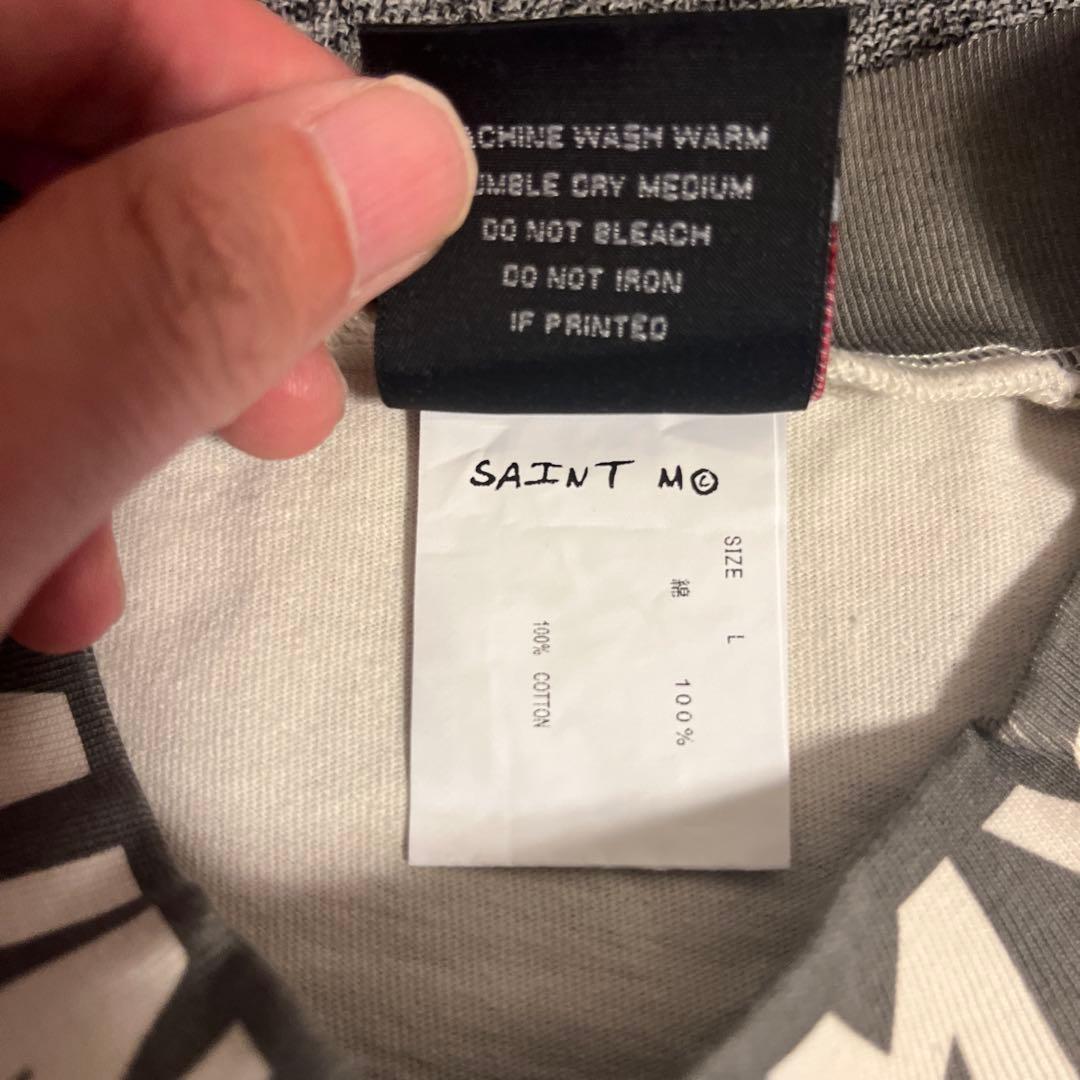 ACHINE WASH WARM
UMBLE DRY MEDIUM
DO NOT BLEACH
DO NOT IRON
IF PRINTED
SAINT M©
SIZE L
綿 100%
100% COTTON